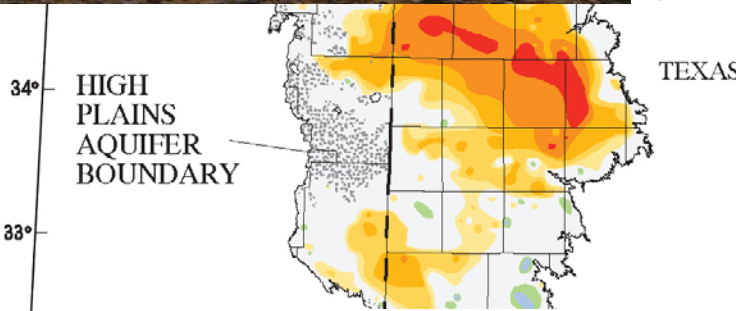 TEXAS
34°
HIGH
PLAINS
AQUIFER
BOUNDARY
33°